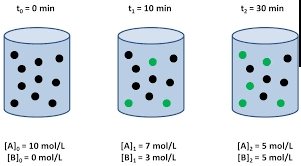 t₀ = 0 min
t₁ = 10 min
t₂ = 30 min
[A]₀ = 10 mol/L
[B]₀ = 0 mol/L
[A]₁ = 7 mol/L
[B]₁ = 3 mol/L
[A]₂ = 5 mol/L
[B]₂ = 5 mol/L